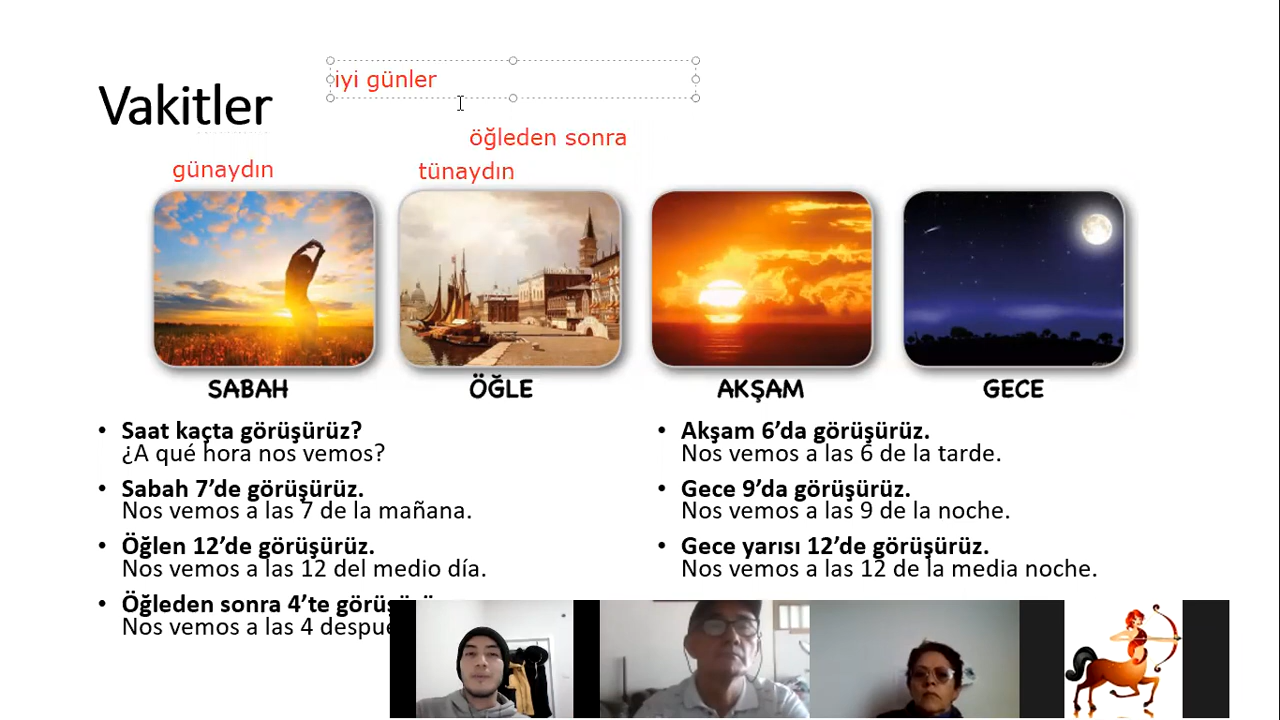 iyi günler
Vakitler
öğleden sonra
günaydın
tünaydın
SABAH
ÖĞLE
AKŞAM
GECE
• Saat kaçta görüşürüz?
¿A qué hora nos vemos?
• Sabah 7’de görüşürüz.
Nos vemos a las 7 de la mañana.
• Öğlen 12’de görüşürüz.
Nos vemos a las 12 del medio día.
• Öğleden sonra 4’te
Nos vemos a las 4
• Akşam 6’da görüşürüz.
Nos vemos a las 6 de la tarde.
• Gece 9’da görüşürüz.
Nos vemos a las 9 de la noche.
• Gece yarısı 12’de görüşürüz.
Nos vemos a las 12 de la media noche.